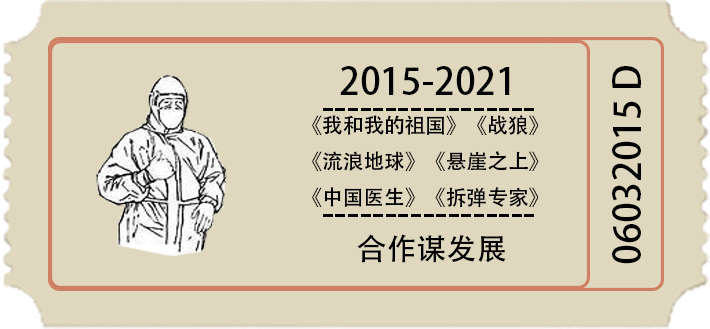 2015-2021
《我和我的祖国》《战狼》
《流浪地球》《悬崖之上》
《中国医生》《拆弹专家》
合作谋发展
06032015 D